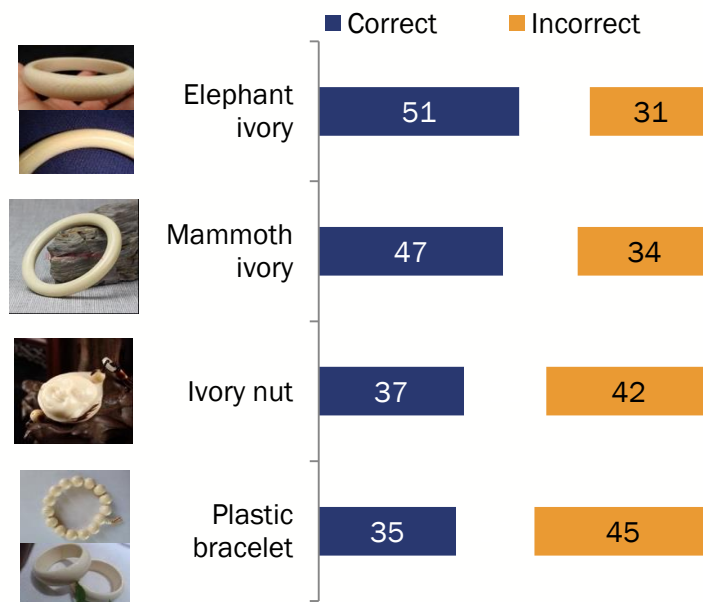 Correct Incorrect
Elephant
ivory
51 31
Mammoth
ivory
47 34
Ivory nut
37 42
Plastic
bracelet
35 45